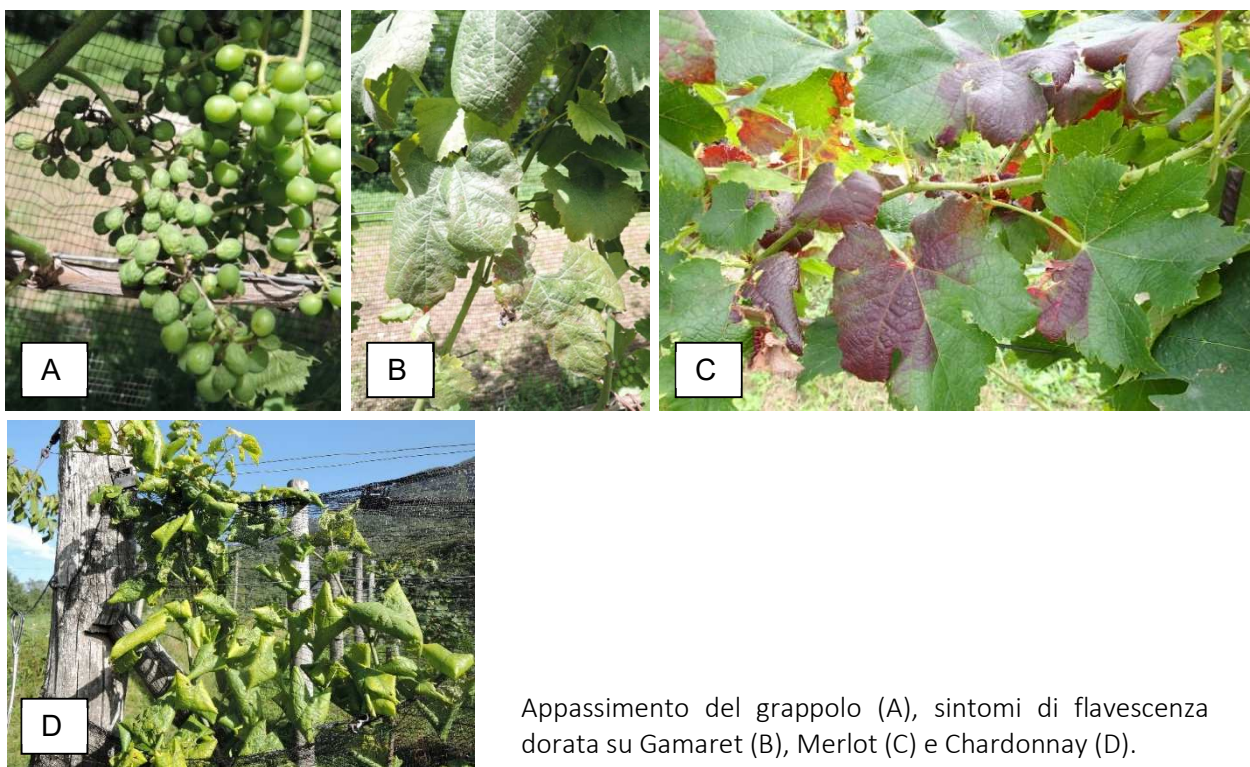 A
B
C
D
Appassimento del grappolo (A), sintomi di flavescenza
dorata su Gamaret (B), Merlot (C) e Chardonnay (D).